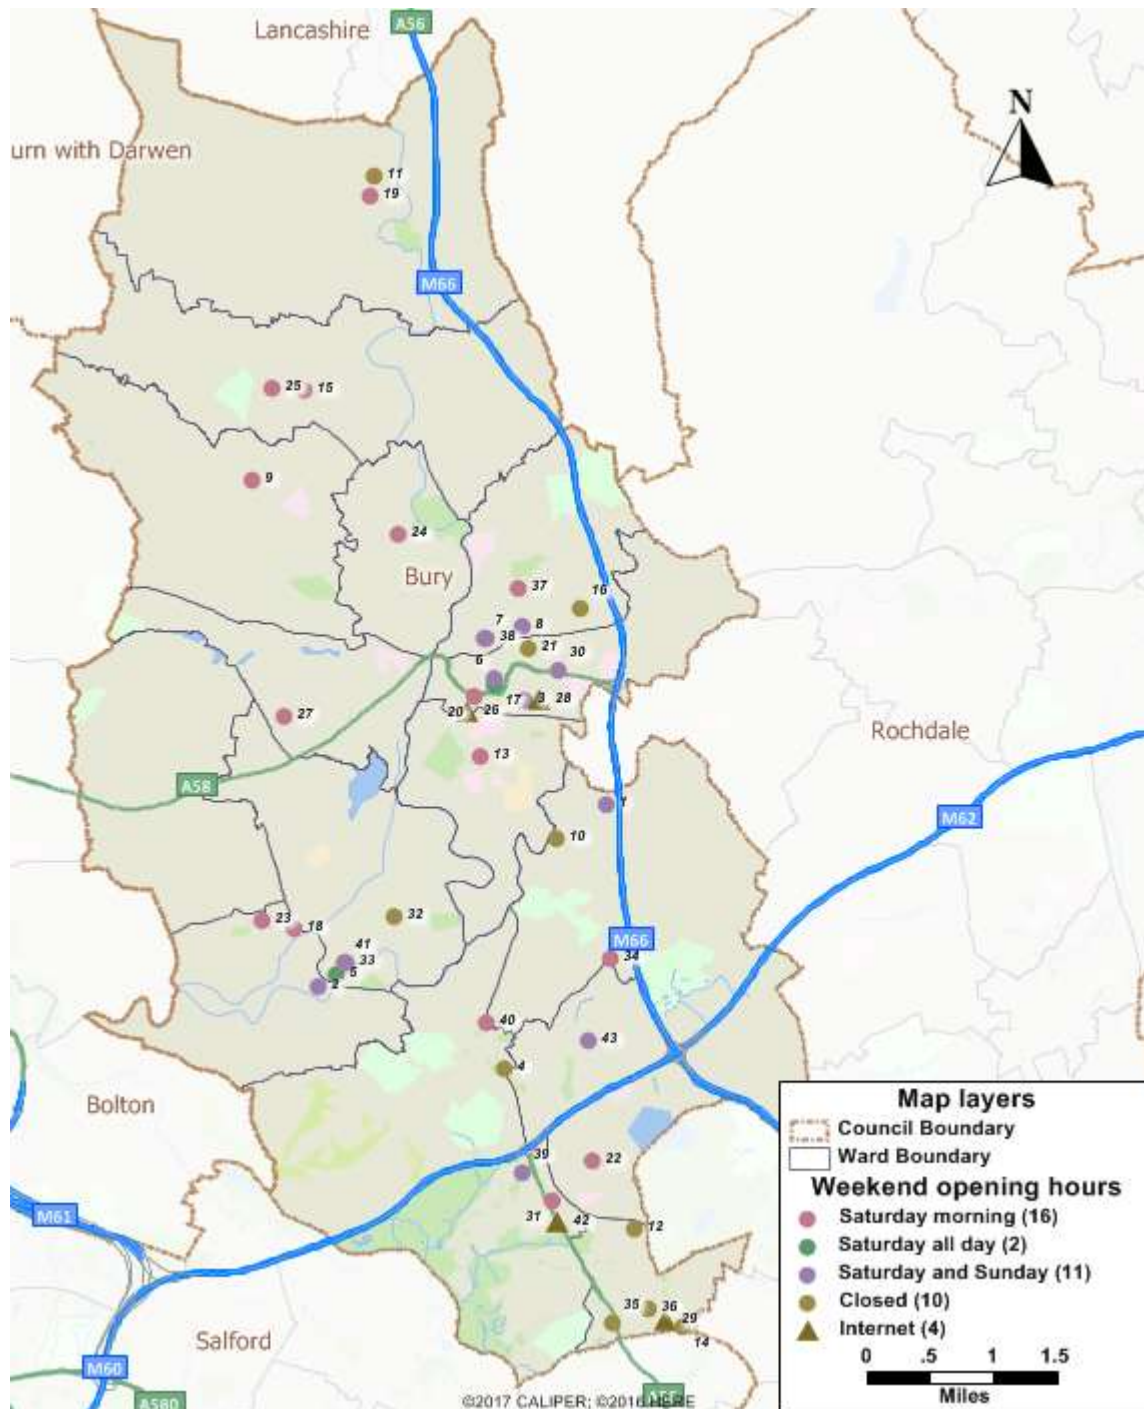 A56
Lancashire
N
urn with Darwen
11
19
M66
25 15
9
24
Bury
37
16
7 8
38
21
6 30
17 3 28
20 26
27
13
Rochdale
A58
1
M62
10
23 18
32
M66
41
33
34
5
2
40
43
4
Bolton
Map layers
Council Boundary
Ward Boundary
39
22
Weekend opening hours
M61
31 42
12
Saturday morning (16)
Saturday all day (2)
Saturday and Sunday (11)
Closed (10)
35 36
29
Internet (4)
14
Salford
0 .5 1 1.5
Miles
M60
A580
©2017 CALIPER; ©2016 HERE